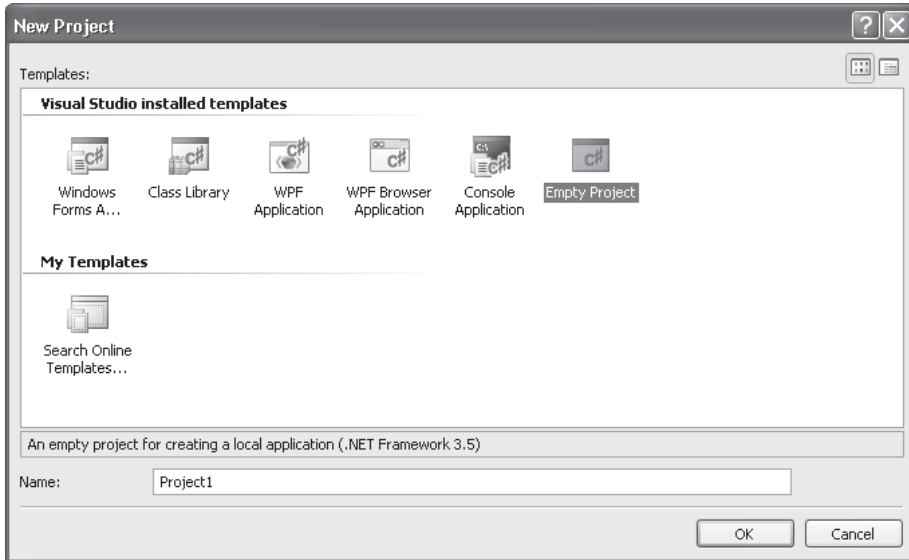 New Project
Templates:
Visual Studio installed templates
Windows Forms A...
Class Library
WPF Application
WPF Browser Application
Console Application
Empty Project
My Templates
Search Online Templates...
An empty project for creating a local application (.NET Framework 3.5)
Name:
Project1
OK
Cancel